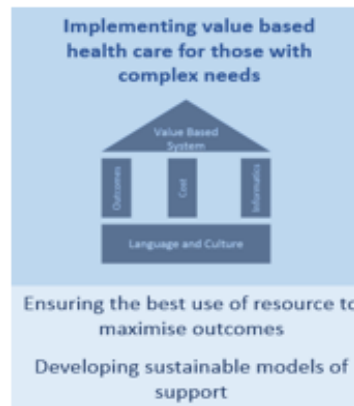 Implementing value based
health care for those with
complex needs
Value Based
System
Outcomes
Cost
Informatics
Language and Culture
Ensuring the best use of resource to
maximise outcomes
Developing sustainable models of
support